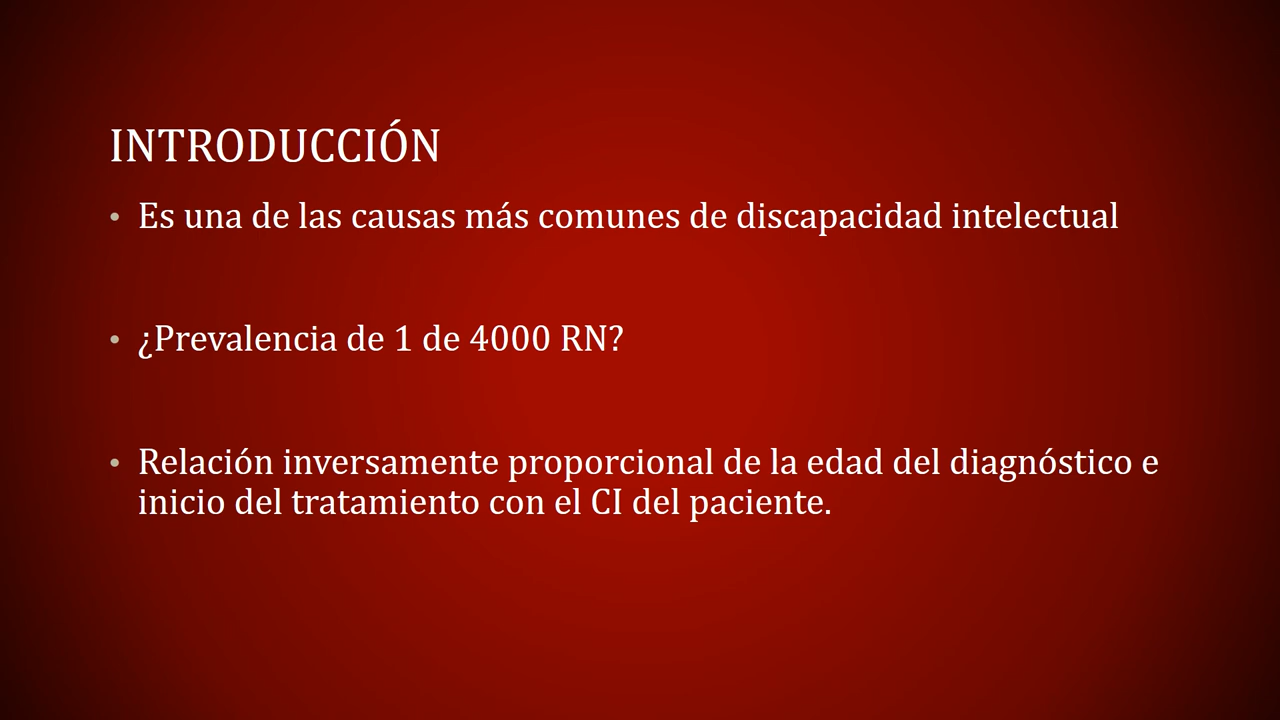 INTRODUCCIÓN
• Es una de las causas más comunes de discapacidad intelectual
• ¿Prevalencia de 1 de 4000 RN?
• Relación inversamente proporcional de la edad del diagnóstico e
inicio del tratamiento con el CI del paciente.